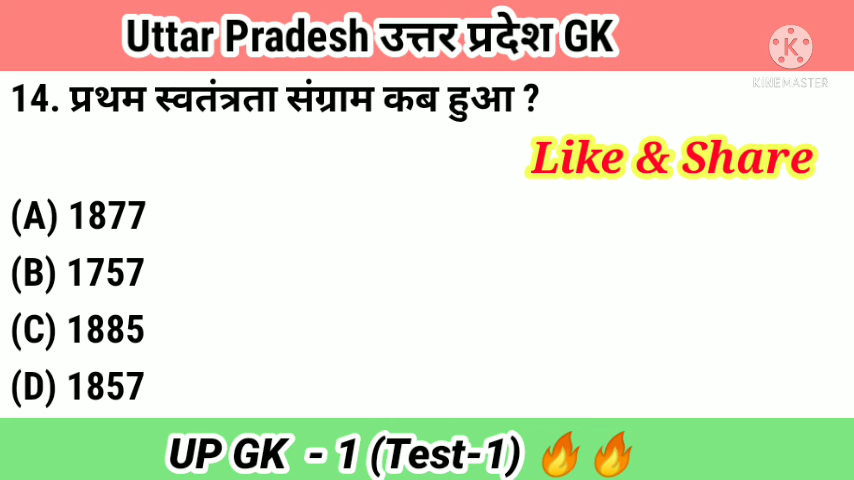 Uttar Pradesh उत्तर प्रदेश GK
KINEMASTER
14. प्रथम स्वतंत्रता संग्राम कब हुआ ?
Like & Share
(A) 1877
(B) 1757
(C) 1885
(D) 1857
UP GK - 1 (Test-1) 🔥🔥